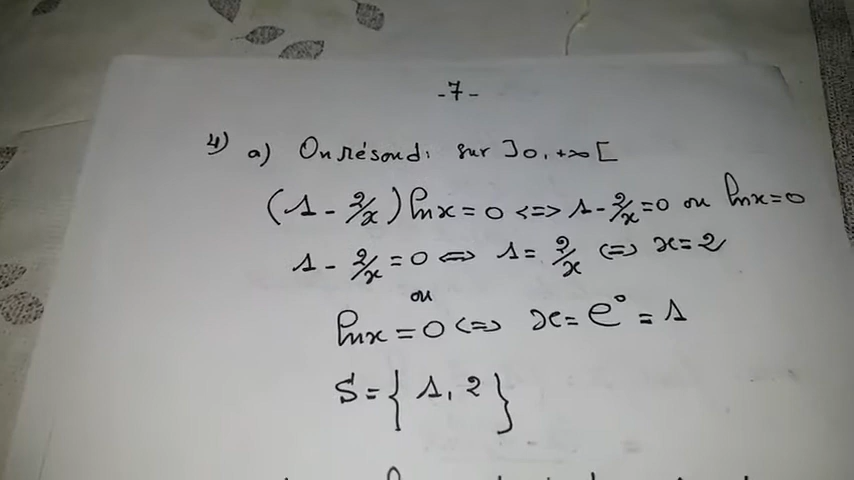 -7-
4) a) On résoud: sur ]0,+∞[
(1 - 2/x) ln x = 0 <=> 1 - 2/x = 0 ou ln x = 0
1 - 2/x = 0 <=> 1 = 2/x <=> x = 2
ou
ln x = 0 <=> x = e⁰ = 1
S = { 1, 2 }